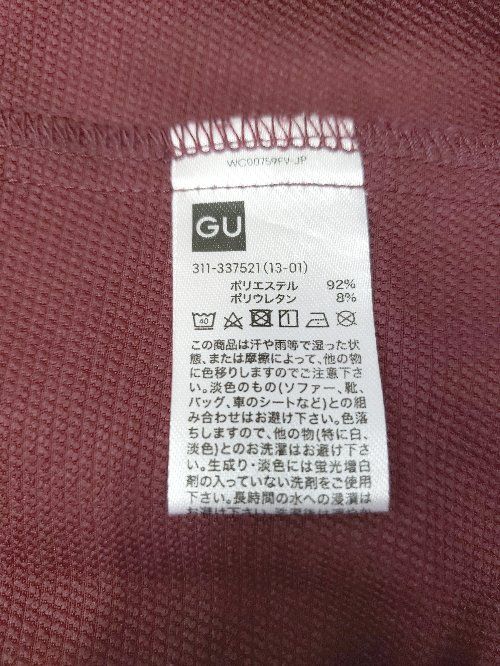 WC00759FV-JP
GU
311-337521(13-01)
ポリエステル 92%
ポリウレタン 8%
40
この商品は汗や雨等で湿った状
態、または摩擦によって、他の物
に色移りしますのでご注意下さ
い。淡色のもの(ソファー、靴、
バッグ、車のシートなど)との組
み合わせはお避け下さい。色落
ちしますので、他の物(特に白、
淡色)とのお洗濯はお避け下さ
い。生成り・淡色には蛍光増白
剤の入っていない洗剤をご使用
下さい。長時間の水への浸漬は